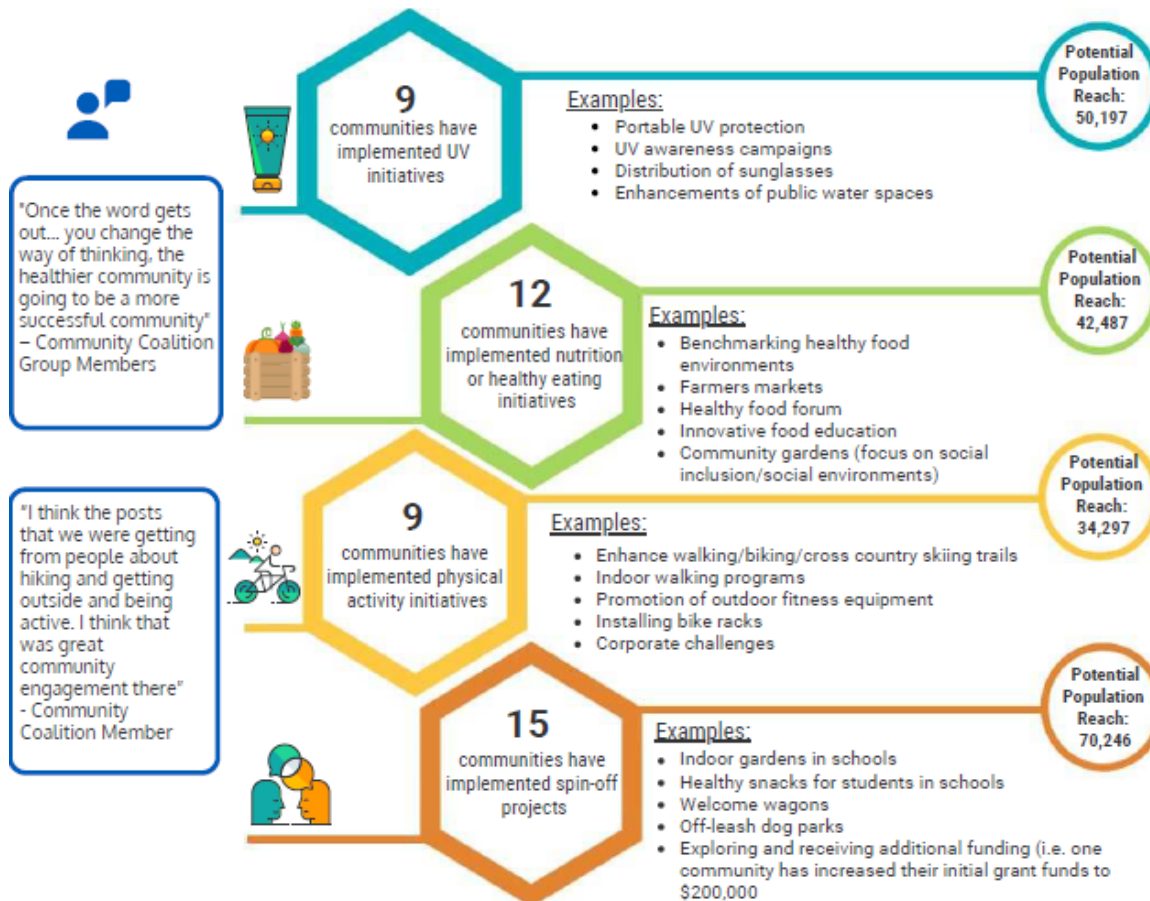 9
communities have
implemented UV
initiatives
Examples:
• Portable UV protection
• UV awareness campaigns
• Distribution of sunglasses
• Enhancements of public water spaces
Potential
Population
Reach:
50,197
"Once the word gets
out... you change the
way of thinking, the
healthier community is
going to be a more
successful community"
– Community Coalition
Group Members
12
communities have
implemented nutrition
or healthy eating
initiatives
Examples:
• Benchmarking healthy food
environments
• Farmers markets
• Healthy food forum
• Innovative food education
• Community gardens (focus on social
inclusion/social environments)
Potential
Population
Reach:
42,487
"I think the posts
that we were getting
from people about
hiking and getting
outside and being
active. I think that
was great
community
engagement there"
- Community
Coalition Member
9
communities have
implemented physical
activity initiatives
Examples:
• Enhance walking/biking/cross country skiing trails
• Indoor walking programs
• Promotion of outdoor fitness equipment
• Installing bike racks
• Corporate challenges
Potential
Population
Reach:
34,297
15
communities have
implemented spin-off
projects
Examples:
• Indoor gardens in schools
• Healthy snacks for students in schools
• Welcome wagons
• Off-leash dog parks
• Exploring and receiving additional funding (i.e. one
community has increased their initial grant funds to
$200,000
Potential
Population
Reach:
70,246